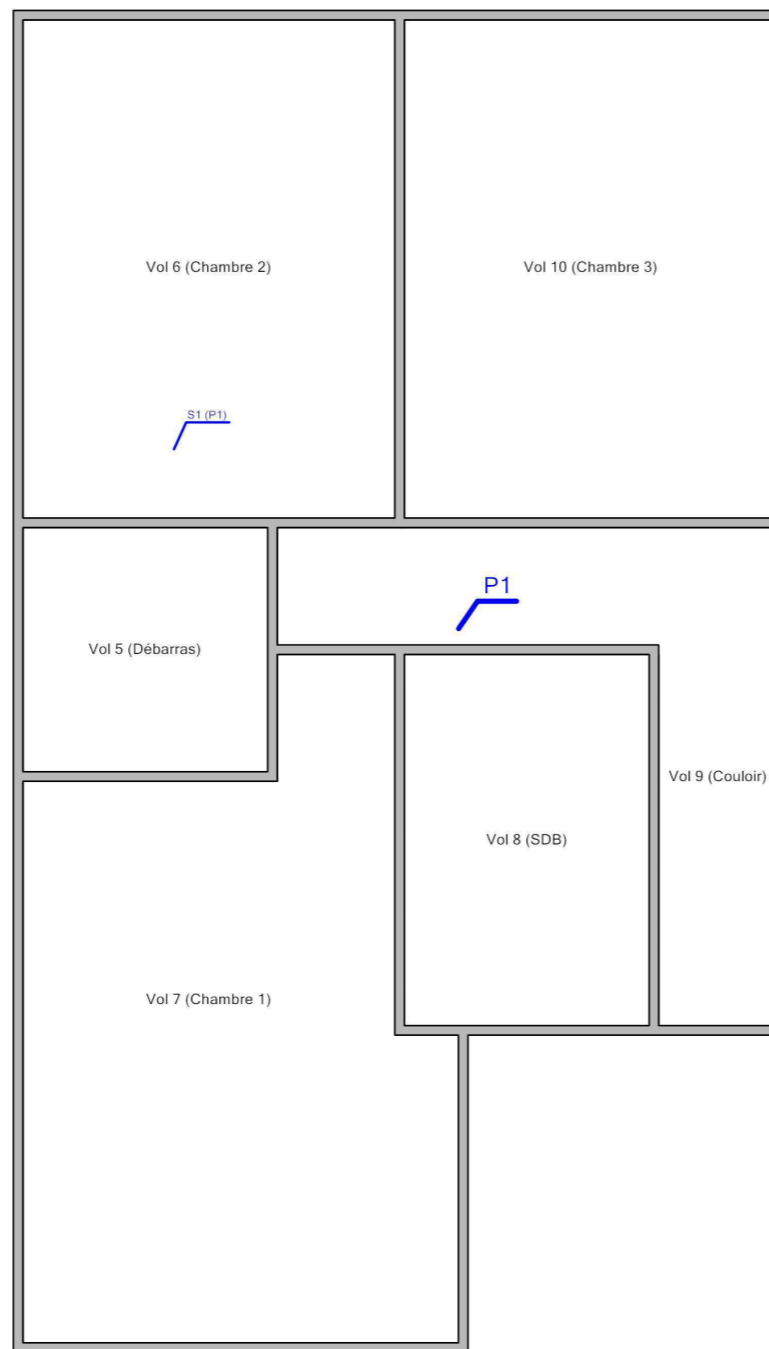 Vol 6 (Chambre 2)
Vol 10 (Chambre 3)
S1 (P1)
P1
Vol 5 (Débarras)
Vol 9 (Couloir)
Vol 8 (SDB)
Vol 7 (Chambre 1)